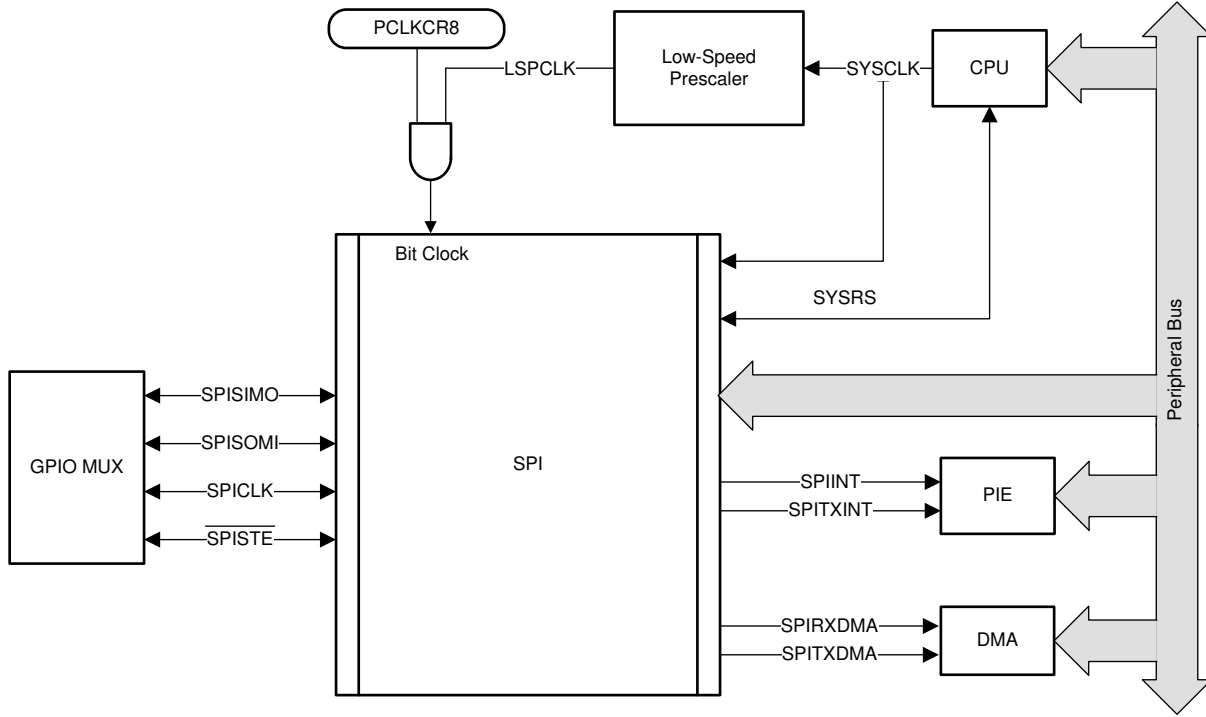 PCLKCR8
LSPCLK
Low-Speed
Prescaler
SYSCLK
CPU
Bit Clock
SYSRS
Peripheral Bus
GPIO MUX
SPISIMO
SPISOMI
SPICLK
SPISTE
SPI
SPIINT
SPITXINT
PIE
SPIRXDMA
SPITXDMA
DMA